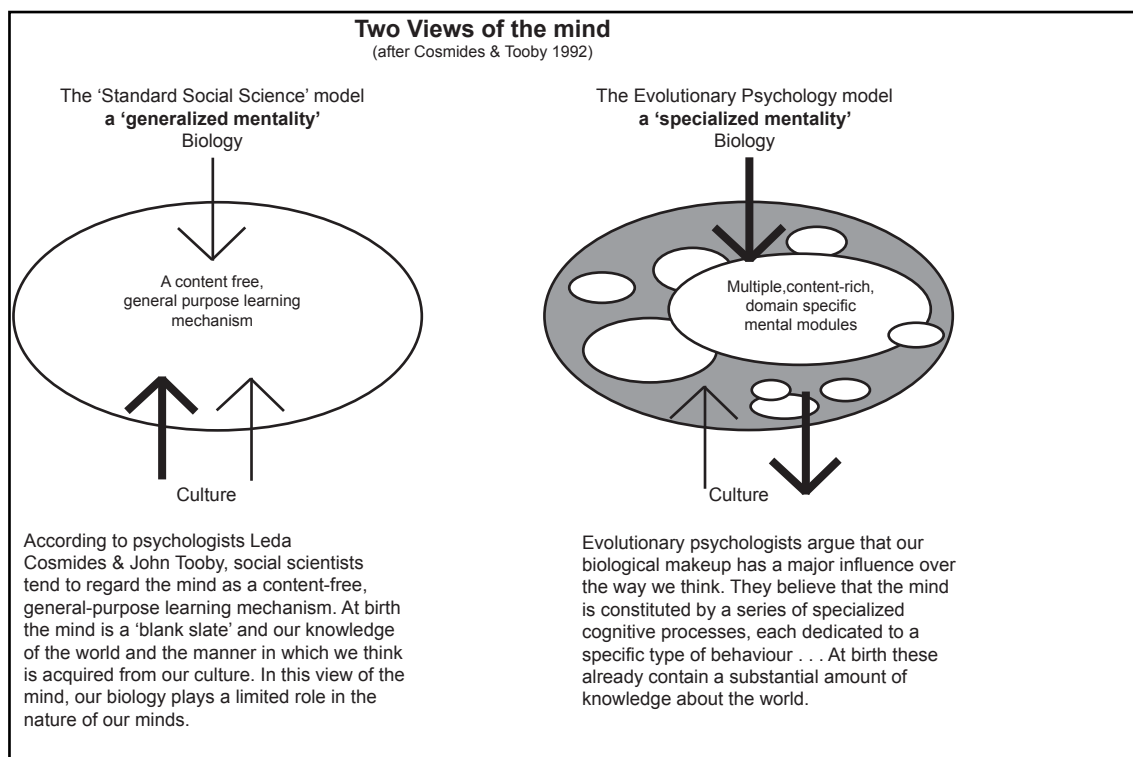 Two Views of the mind
(after Cosmides & Tooby 1992)
The ‘Standard Social Science’ model
a ‘generalized mentality’
Biology
A content free,
general purpose learning
mechanism
Culture
According to psychologists Leda
Cosmides & John Tooby, social scientists
tend to regard the mind as a content-free,
general-purpose learning mechanism. At birth
the mind is a ‘blank slate’ and our knowledge
of the world and the manner in which we think
is acquired from our culture. In this view of the
mind, our biology plays a limited role in the
nature of our minds.
The Evolutionary Psychology model
a ‘specialized mentality’
Biology
Multiple,content-rich,
domain specific
mental modules
Culture
Evolutionary psychologists argue that our
biological makeup has a major influence over
the way we think. They believe that the mind
is constituted by a series of specialized
cognitive processes, each dedicated to a
specific type of behaviour . . . At birth these
already contain a substantial amount of
knowledge about the world.